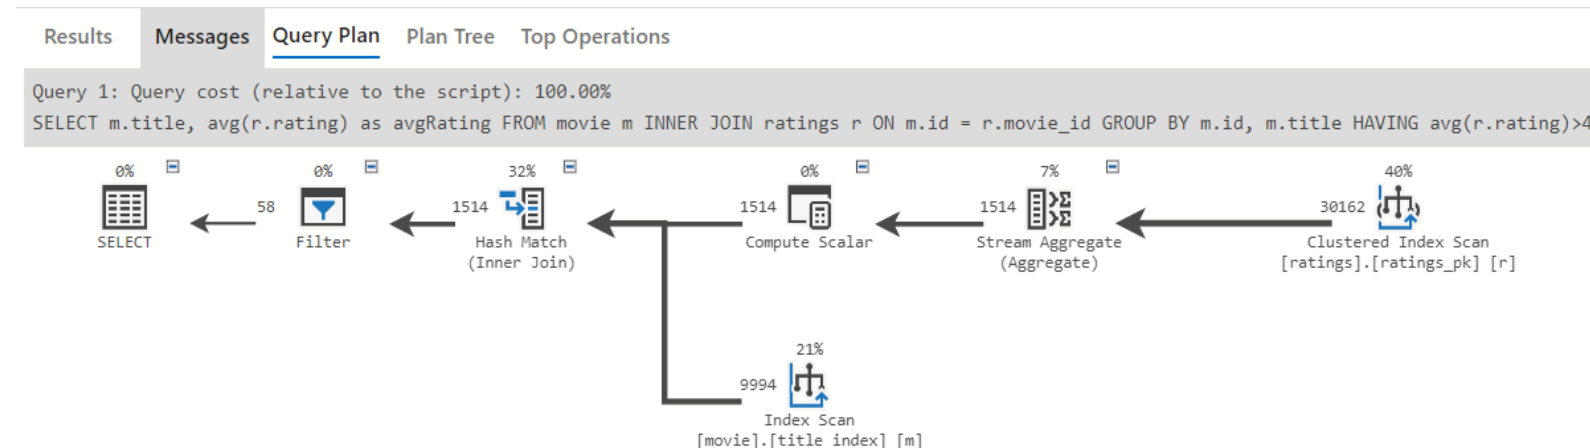 Results Messages Query Plan Plan Tree Top Operations
Query 1: Query cost (relative to the script): 100.00%
SELECT m.title, avg(r.rating) as avgRating FROM movie m INNER JOIN ratings r ON m.id = r.movie_id GROUP BY m.id, m.title HAVING avg(r.rating)>4
0% 0% 32% 0% 7% 40%
58 1514 1514 1514 30162
SELECT Filter Hash Match Compute Scalar Stream Aggregate Clustered Index Scan
(Inner Join) (Aggregate) [ratings].[ratings_pk] [r]
21%
9994
Index Scan
[movie].[title_index] [m]